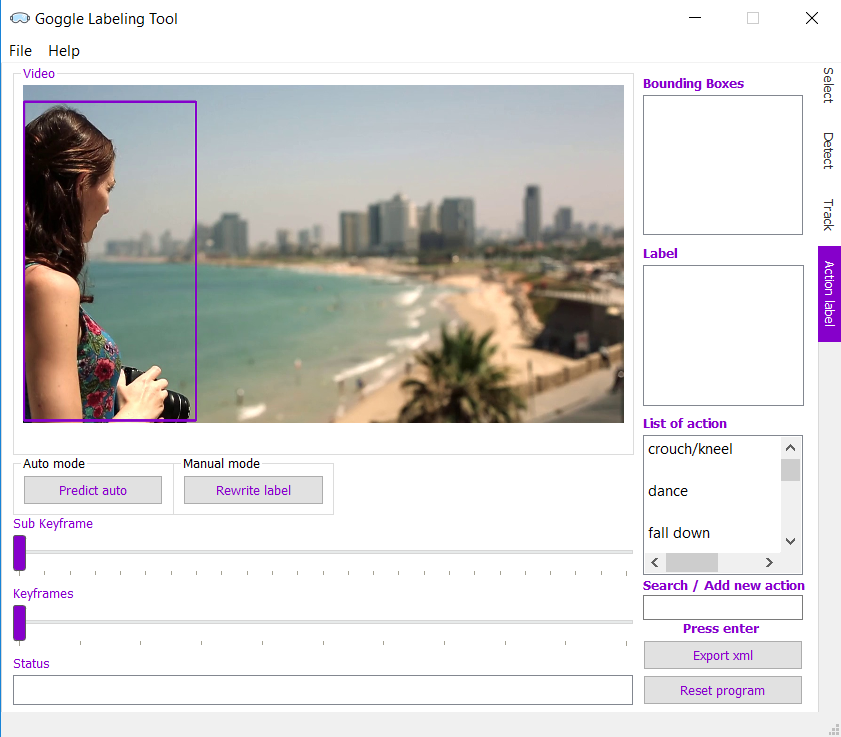 Goggle Labeling Tool
File Help
Video
Bounding Boxes
Select
Detect
Track
Label
Action label
List of action
crouch/kneel
dance
fall down
Auto mode
Manual mode
Predict auto
Rewrite label
Sub Keyframe
Keyframes
Search / Add new action
Press enter
Export xml
Status
Reset program